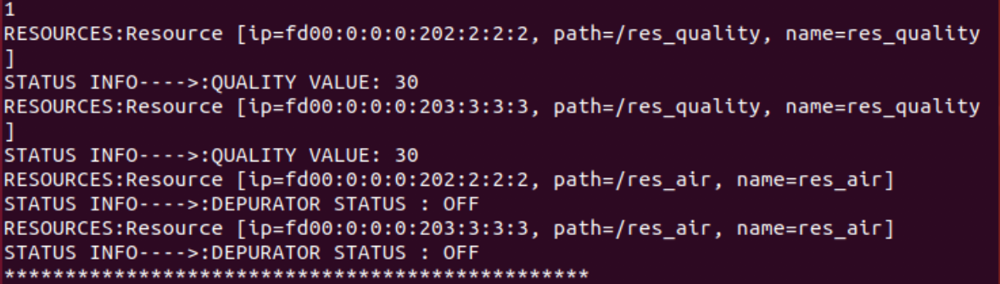 1
RESOURCES:Resource [ip=fd00:0:0:0:202:2:2:2, path=/res_quality, name=res_quality
]
STATUS INFO---->:QUALITY VALUE: 30
RESOURCES:Resource [ip=fd00:0:0:0:203:3:3:3, path=/res_quality, name=res_quality
]
STATUS INFO---->:QUALITY VALUE: 30
RESOURCES:Resource [ip=fd00:0:0:0:202:2:2:2, path=/res_air, name=res_air]
STATUS INFO---->:DEPURATOR STATUS : OFF
RESOURCES:Resource [ip=fd00:0:0:0:203:3:3:3, path=/res_air, name=res_air]
STATUS INFO---->:DEPURATOR STATUS : OFF
************************************************